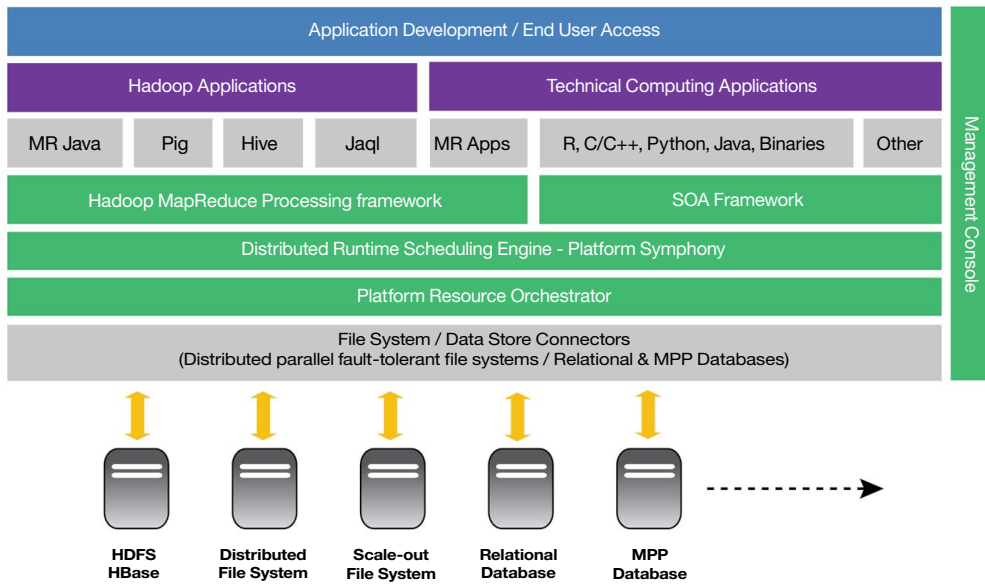 Application Development / End User Access
Hadoop Applications
Technical Computing Applications
MR Java
Pig
Hive
Jaql
MR Apps
R, C/C++, Python, Java, Binaries
Other
Hadoop MapReduce Processing framework
SOA Framework
Distributed Runtime Scheduling Engine - Platform Symphony
Platform Resource Orchestrator
File System / Data Store Connectors
(Distributed parallel fault-tolerant file systems / Relational & MPP Databases)
Management Console
HDFS
HBase
Distributed
File System
Scale-out
File System
Relational
Database
MPP
Database